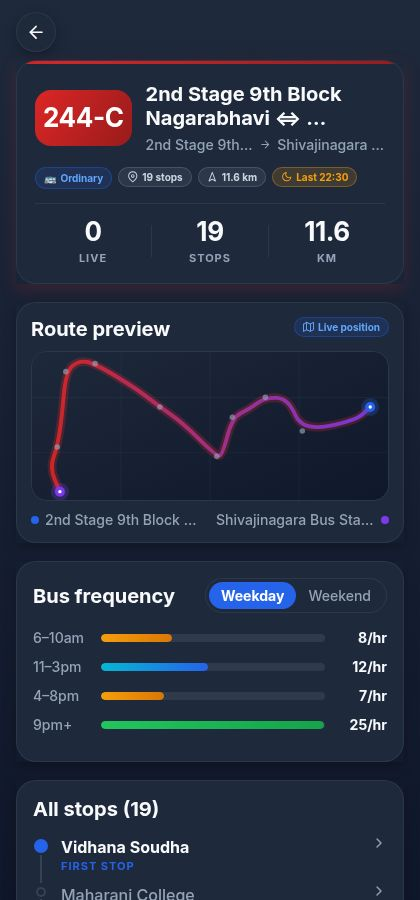 244-C
2nd Stage 9th Block
Nagarabhavi ⇔ ...
2nd Stage 9th... → Shivajinagara ...
Ordinary
19 stops
11.6 km
Last 22:30
0
19
11.6
LIVE
STOPS
KM
Route preview
Live position
2nd Stage 9th Block ...
Shivajinagara Bus Sta...
Bus frequency
Weekday
Weekend
6–10am
8/hr
11–3pm
12/hr
4–8pm
7/hr
9pm+
25/hr
All stops (19)
Vidhana Soudha
FIRST STOP
Maharani College